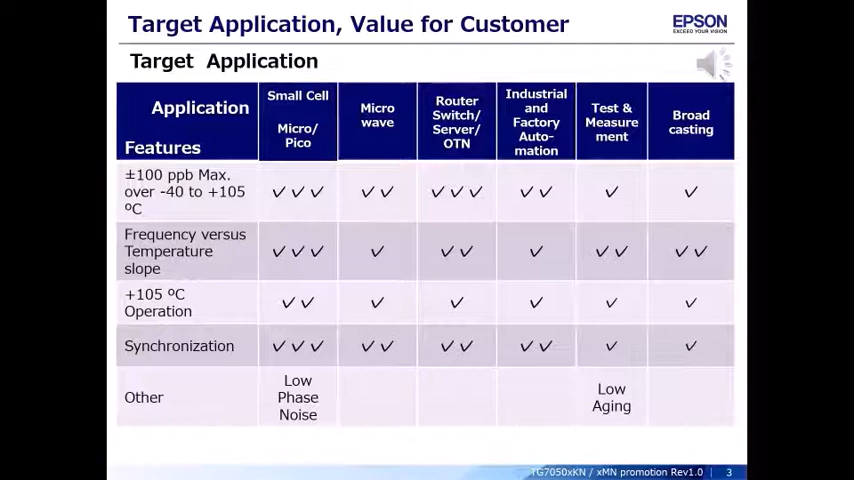 Target Application, Value for Customer
EPSON
EXCEED YOUR VISION
Target Application
Application
Features
Small Cell
Micro/
Pico
Micro
wave
Router
Switch/
Server/
OTN
Industrial
and
Factory
Auto-
mation
Test &
Measure
ment
Broad
casting
±100 ppb Max.
over -40 to +105
ºC
✓ ✓ ✓
✓ ✓
✓ ✓ ✓
✓ ✓
✓
✓
Frequency versus
Temperature
slope
✓ ✓ ✓
✓
✓ ✓
✓
✓ ✓
✓ ✓
+105 ºC
Operation
✓ ✓
✓
✓
✓
✓
✓
Synchronization
✓ ✓ ✓
✓ ✓
✓ ✓
✓ ✓
✓
✓
Other
Low
Phase
Noise
Low
Aging
TG7050xKN / xMN promotion Rev1.0 | 3